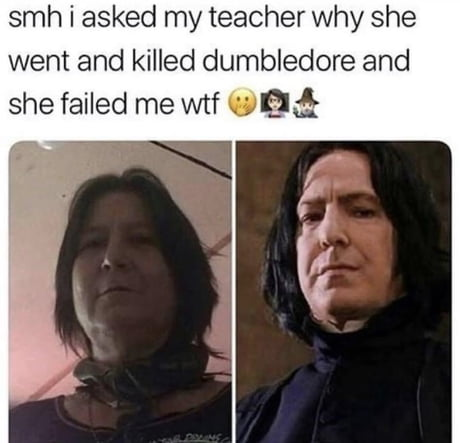 smh i asked my teacher why she
went and killed dumbledore and
she failed me wtf 🤭👩🏻‍🏫🧙🏻‍♀️